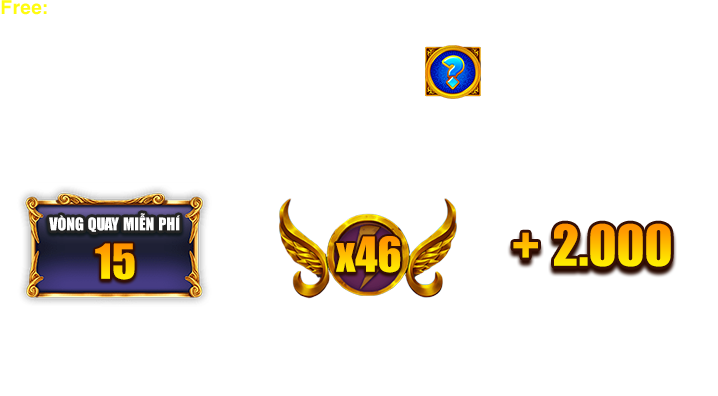 Free:
?
VÒNG QUAY MIỄN PHÍ
15
x46
+ 2.000